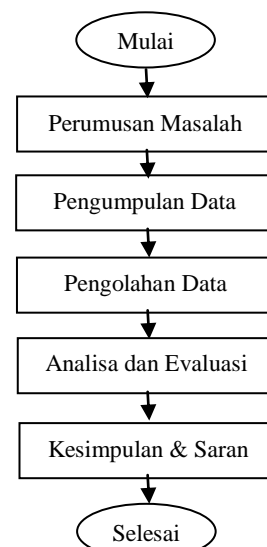 Mulai
Perumusan Masalah
Pengumpulan Data
Pengolahan Data
Analisa dan Evaluasi
Kesimpulan & Saran
Selesai